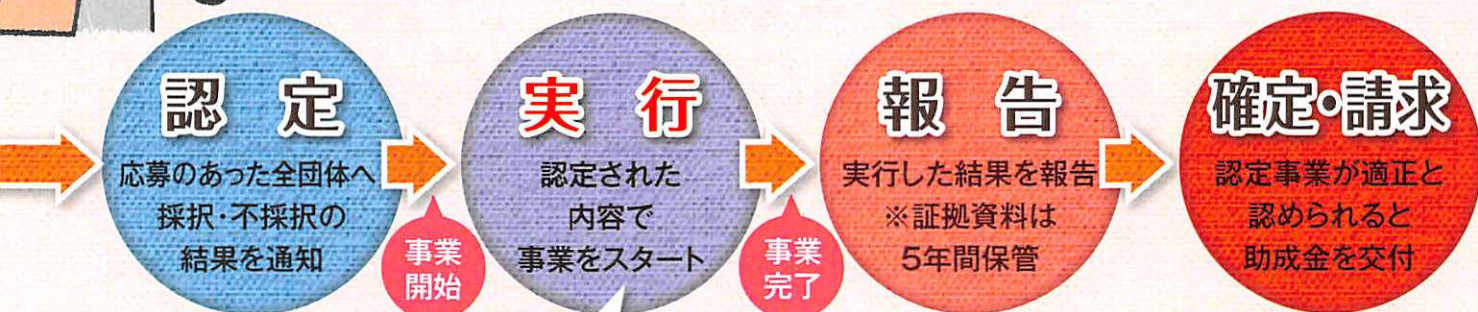 認 定
応募のあった全団体へ
採択・不採択の
結果を通知
事業
開始
実 行
認定された
内容で
事業をスタート
事業
完了
報 告
実行した結果を報告
※証拠資料は
5年間保管
確定・請求
認定事業が適正と
認められると
助成金を交付